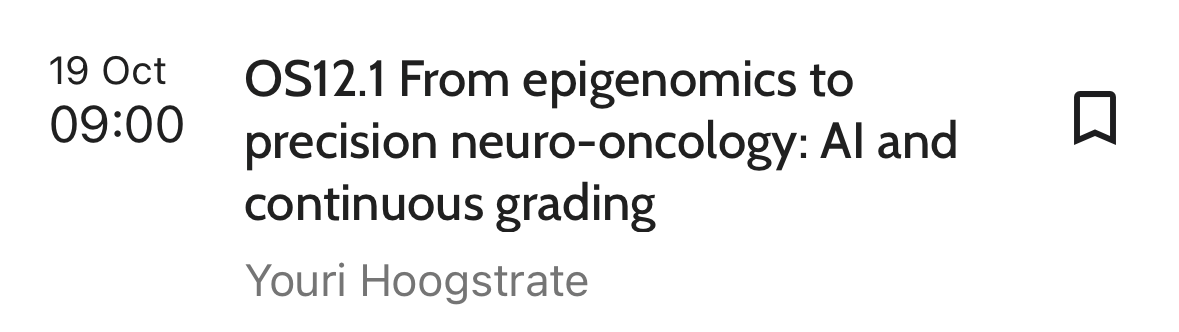 19 Oct
09:00
OS12.1 From epigenomics to
precision neuro-oncology: AI and
continuous grading
Youri Hoogstrate